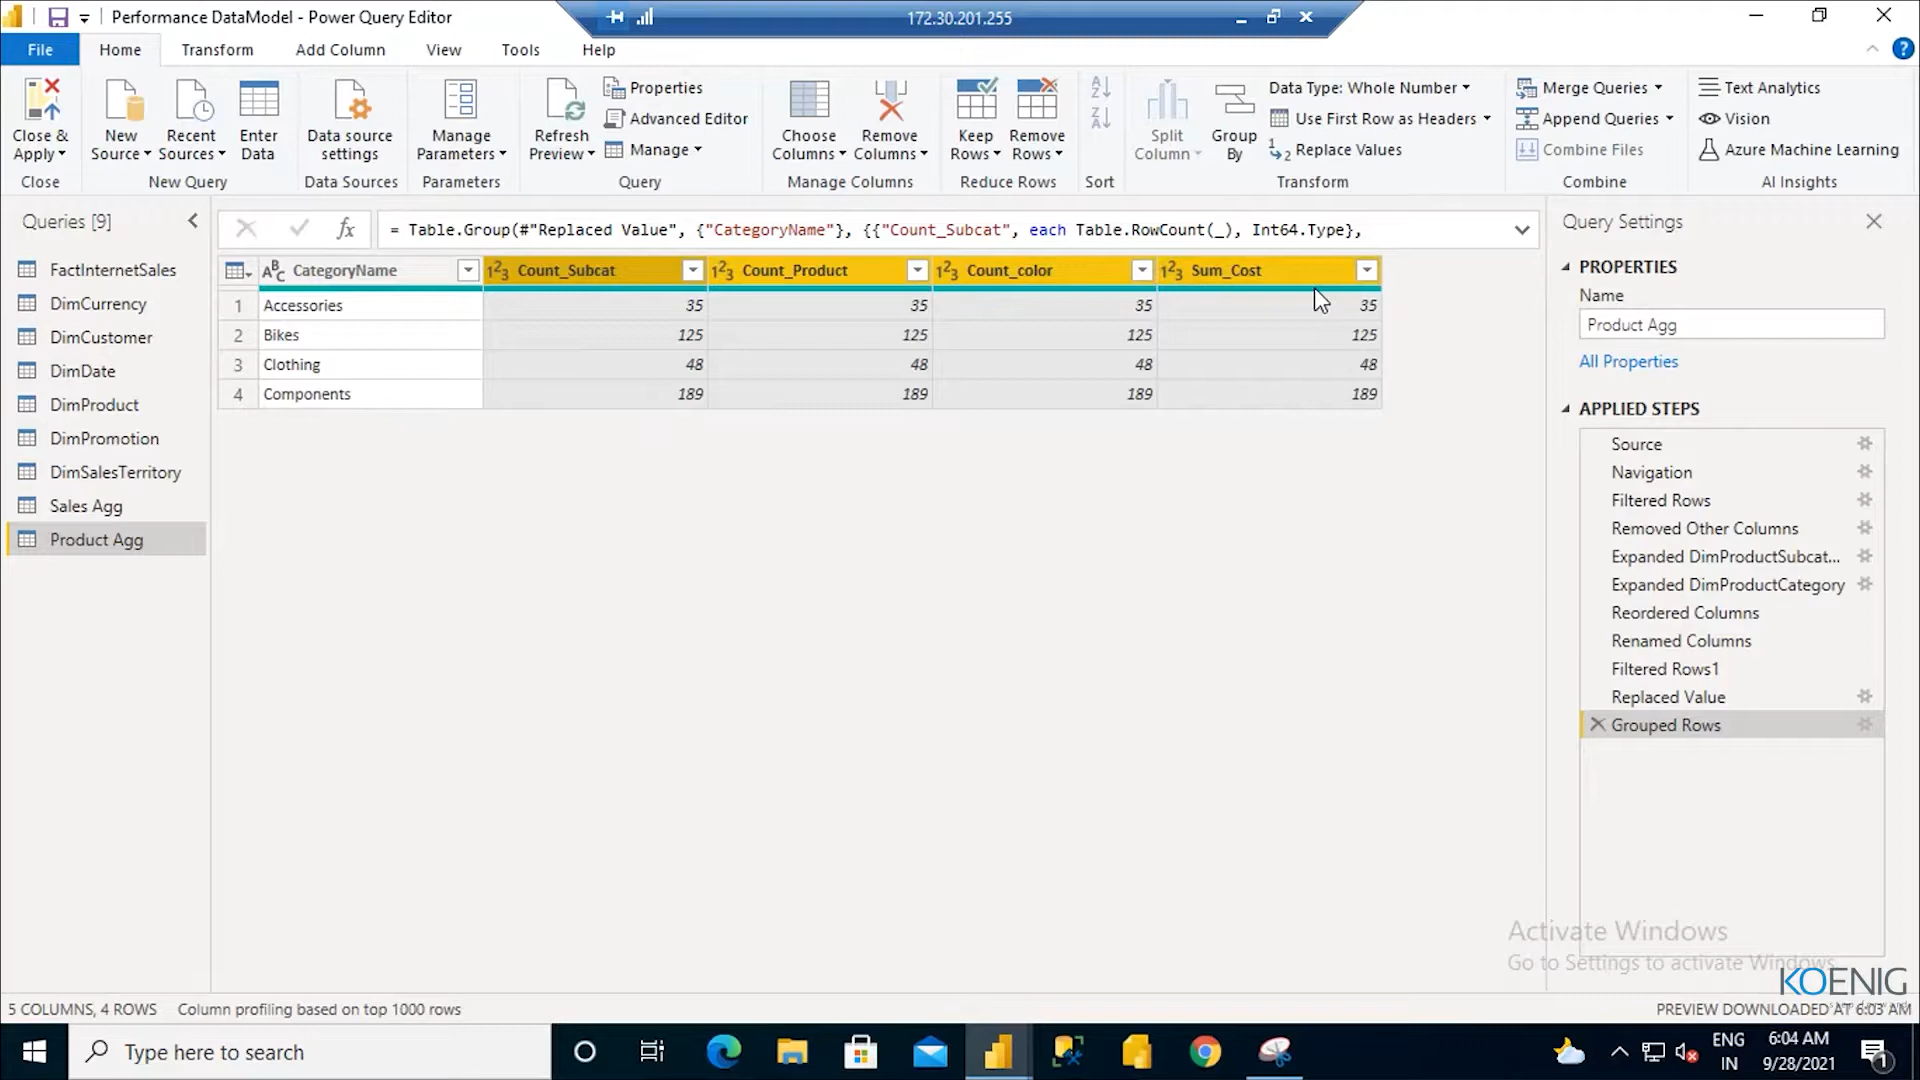 Performance DataModel - Power Query Editor
172.30.201.255
File Home Transform Add Column View Tools Help
Close & Apply
New Source
Recent Sources
Enter Data
Data source settings
Manage Parameters
Refresh Preview
Properties
Advanced Editor
Manage
Choose Columns
Remove Columns
Keep Rows
Remove Rows
A Z
Z A
Split Column
Group By
Data Type: Whole Number
Use First Row as Headers
1 2 Replace Values
Merge Queries
Append Queries
Combine Files
Text Analytics
Vision
Azure Machine Learning
Close New Query Data Sources Parameters Query Manage Columns Reduce Rows Sort Transform Combine AI Insights
Queries [9]
FactInternetSales
DimCurrency
DimCustomer
DimDate
DimProduct
DimPromotion
DimSalesTerritory
Sales Agg
Product Agg
fx = Table.Group(#"Replaced Value", {"CategoryName"}, {{"Count_Subcat", each Table.RowCount(_), Int64.Type},
ABC CategoryName 123 Count_Subcat 123 Count_Product 123 Count_color 123 Sum_Cost
1 Accessories 35 35 35 35
2 Bikes 125 125 125 125
3 Clothing 48 48 48 48
4 Components 189 189 189 189
Query Settings
PROPERTIES
Name
Product Agg
All Properties
APPLIED STEPS
Source
Navigation
Filtered Rows
Removed Other Columns
Expanded DimProductSubcat...
Expanded DimProductCategory
Reordered Columns
Renamed Columns
Filtered Rows1
Replaced Value
Grouped Rows
Activate Windows
Go to Settings to activate Windows.
KOENIG
5 COLUMNS, 4 ROWS Column profiling based on top 1000 rows
PREVIEW DOWNLOADED AT 6:03 AM
Type here to search
ENG
IN
6:04 AM
9/28/2021
1